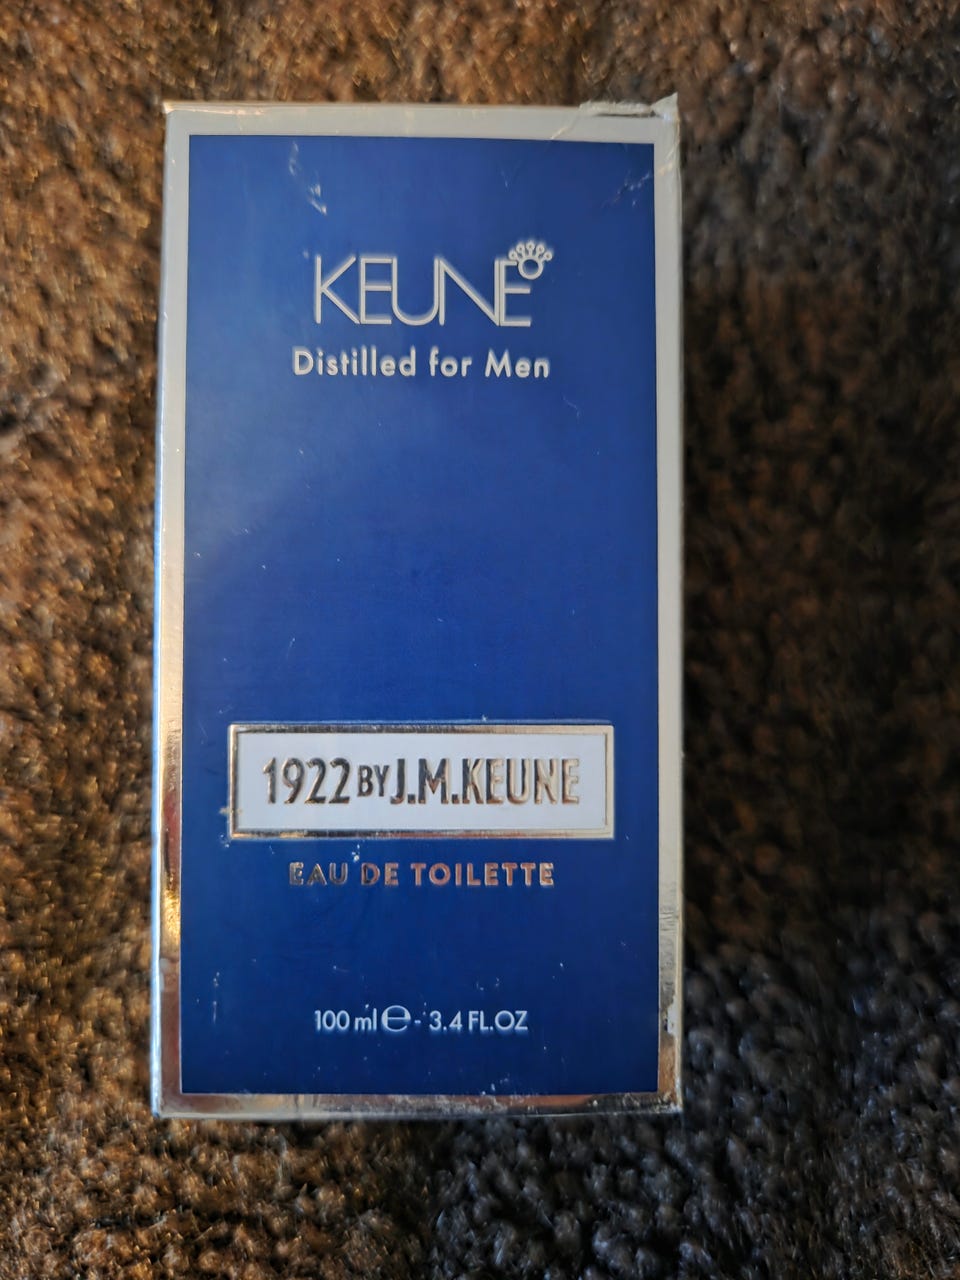 KEUNE
Distilled for Men
1922 BY J.M.KEUNE
EAU DE TOILETTE
100 ml ℮ - 3.4 FL.OZ